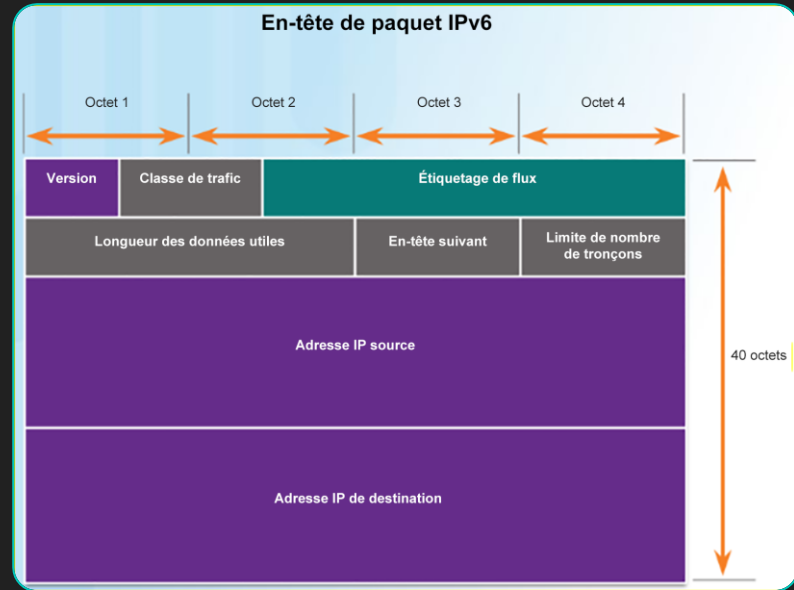 En-tête de paquet IPv6
Octet 1
Octet 2
Octet 3
Octet 4
Version
Classe de trafic
Étiquetage de flux
Longueur des données utiles
En-tête suivant
Limite de nombre
de tronçons
Adresse IP source
40 octets
Adresse IP de destination